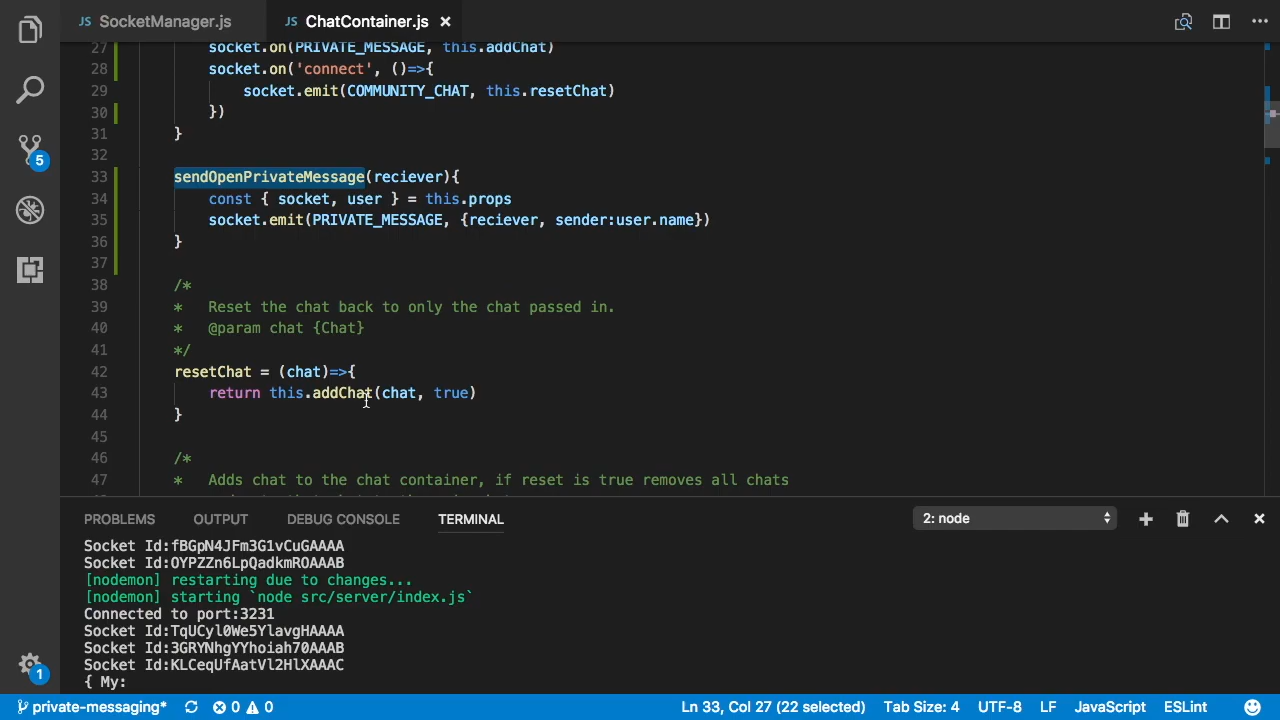 JS SocketManager.js
JS ChatContainer.js ×
27 socket.on(PRIVATE_MESSAGE, this.addChat)
28 socket.on('connect', ()=>{
29 socket.emit(COMMUNITY_CHAT, this.resetChat)
30 })
31 }
32
33 sendOpenPrivateMessage(reciever){
34 const { socket, user } = this.props
35 socket.emit(PRIVATE_MESSAGE, {reciever, sender:user.name})
36 }
37
38 /*
39 * Reset the chat back to only the chat passed in.
40 * @param chat {Chat}
41 */
42 resetChat = (chat)=>{
43 return this.addChat(chat, true)
44 }
45
46 /*
47 * Adds chat to the chat container, if reset is true removes all chats
5
1
PROBLEMS OUTPUT DEBUG CONSOLE TERMINAL 2: node
Socket Id:fBGpN4JFm3G1vCuGAAAA
Socket Id:OYPZZn6LpQadkmROAAAB
[nodemon] restarting due to changes...
[nodemon] starting `node src/server/index.js`
Connected to port:3231
Socket Id:TqUCyl0We5YlavgHAAAA
Socket Id:3GRYNhgYYhoiah70AAAB
Socket Id:KLCeqUfAatVl2HlXAAAC
{ My:
private-messaging* 0 0 Ln 33, Col 27 (22 selected) Tab Size: 4 UTF-8 LF JavaScript ESLint